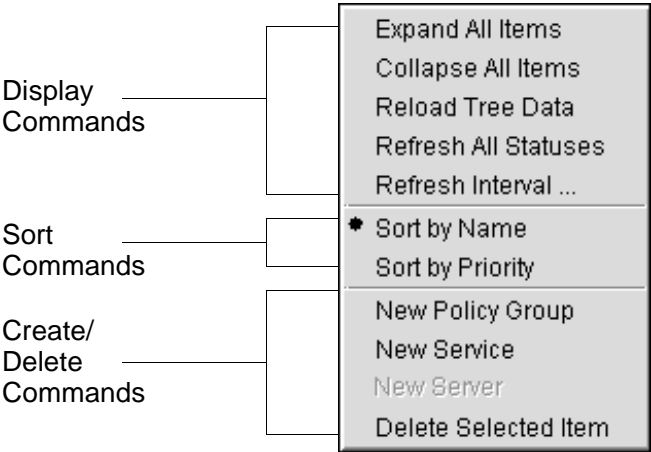 Display
Commands
Sort
Commands
Create/
Delete
Commands
Expand All Items
Collapse All Items
Reload Tree Data
Refresh All Statuses
Refresh Interval ...
Sort by Name
Sort by Priority
New Policy Group
New Service
New Server
Delete Selected Item